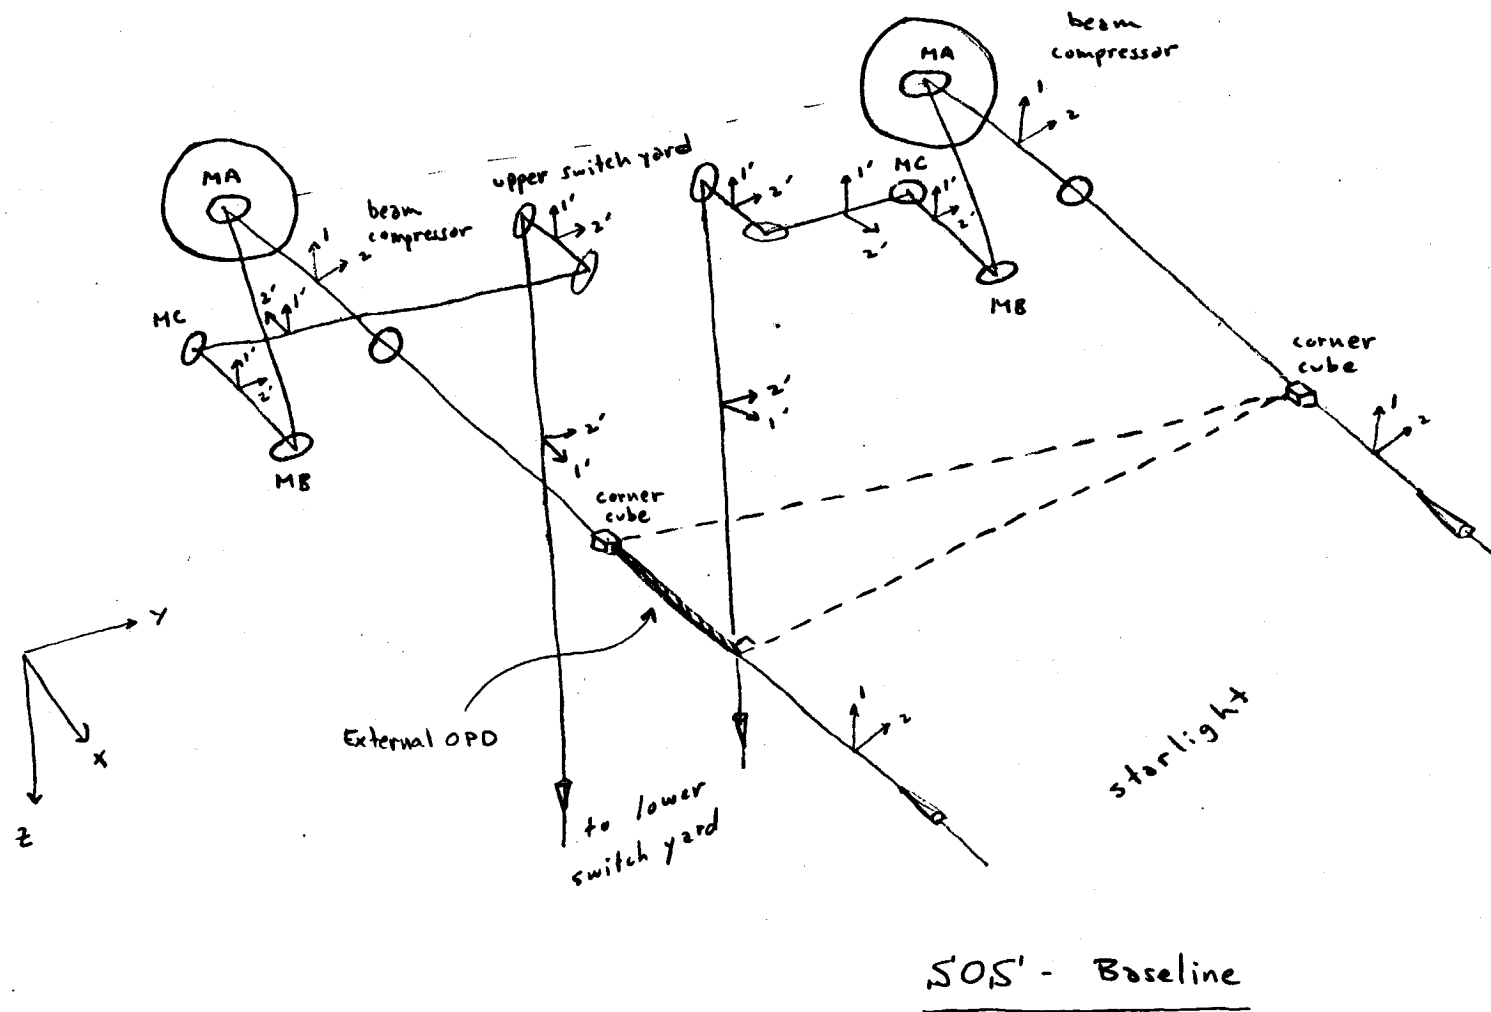 beam
compressor
MA
1
2
upper switch yard
MA
beam
compressor
1
2
1'
2'
1'
2'
1'
2'
MC
1'
2'
MB
MC
2'
1'
1'
2'
MB
corner
cube
1
2
2'
1'
2'
1'
corner
cube
Y
X
Z
External OPD
1
2
starlight
to lower
switch yard
SOS' - Baseline